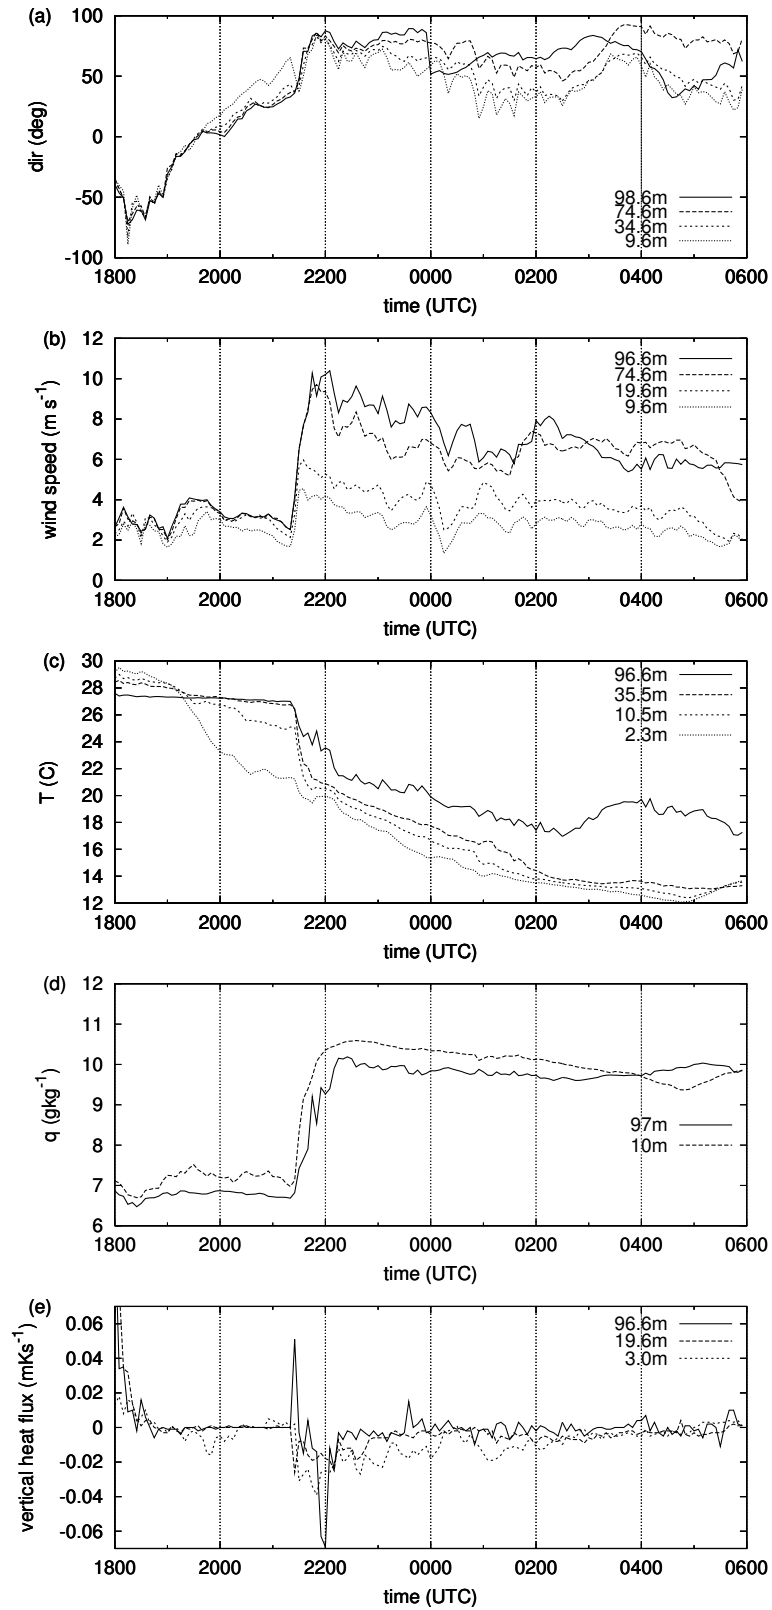 (a)
100
50
0
-50
-100
dir (deg)
98.6m
74.6m
34.6m
9.6m
1800 2000 2200 0000 0200 0400 0600
time (UTC)
(b)
12
10
8
6
4
2
0
wind speed (m s-1)
96.6m
74.6m
19.6m
9.6m
1800 2000 2200 0000 0200 0400 0600
time (UTC)
(c)
30
28
26
24
22
20
18
16
14
12
T (C)
96.6m
35.5m
10.5m
2.3m
1800 2000 2200 0000 0200 0400 0600
time (UTC)
(d)
12
11
10
9
8
7
6
q (gkg-1)
97m
10m
1800 2000 2200 0000 0200 0400 0600
time (UTC)
(e)
0.06
0.04
0.02
0
-0.02
-0.04
-0.06
vertical heat flux (mKs-1)
96.6m
19.6m
3.0m
1800 2000 2200 0000 0200 0400 0600
time (UTC)